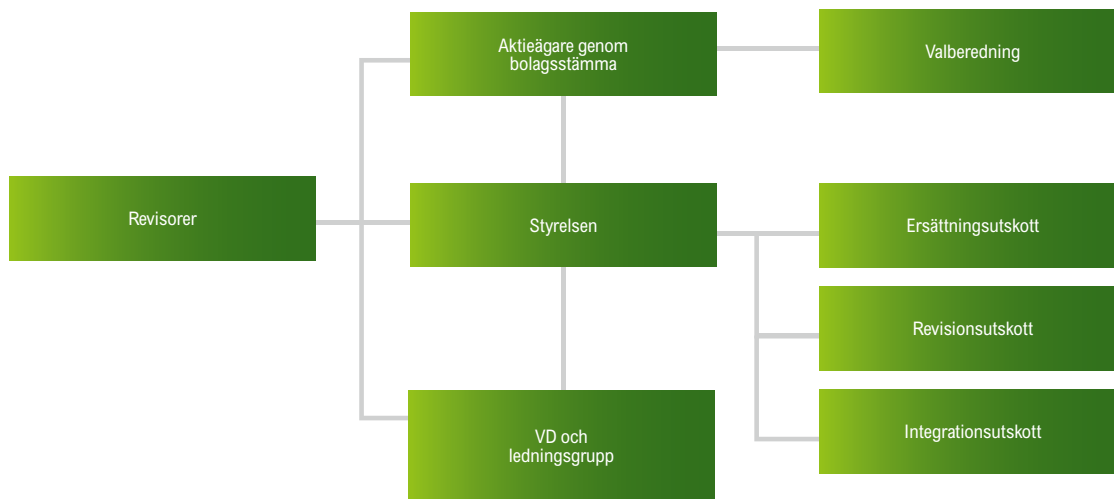 Aktieägare genom
bolagsstämma
Valberedning
Revisorer
Styrelsen
Ersättningsutskott
Revisionsutskott
VD och
ledningsgrupp
Integrationsutskott